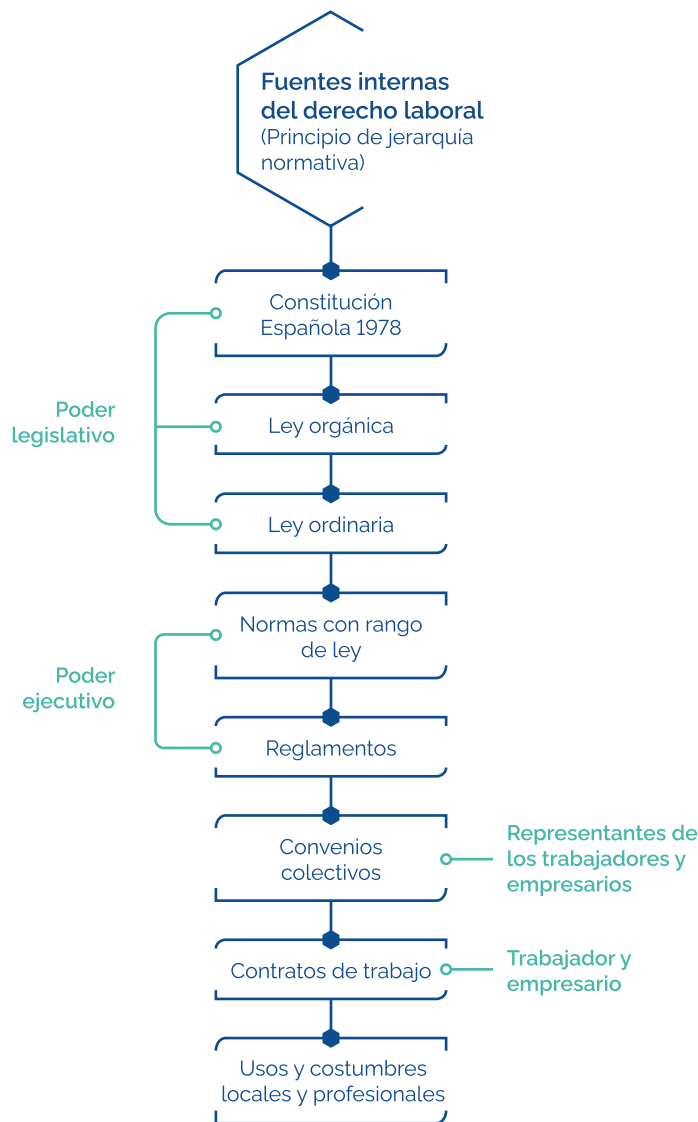 Fuentes internas
del derecho laboral
(Principio de jerarquía
normativa)
Constitución
Española 1978
Poder
legislativo
Ley orgánica
Ley ordinaria
Normas con rango
de ley
Poder
ejecutivo
Reglamentos
Convenios
colectivos
Representantes de
los trabajadores y
empresarios
Contratos de trabajo
Trabajador y
empresario
Usos y costumbres
locales y profesionales